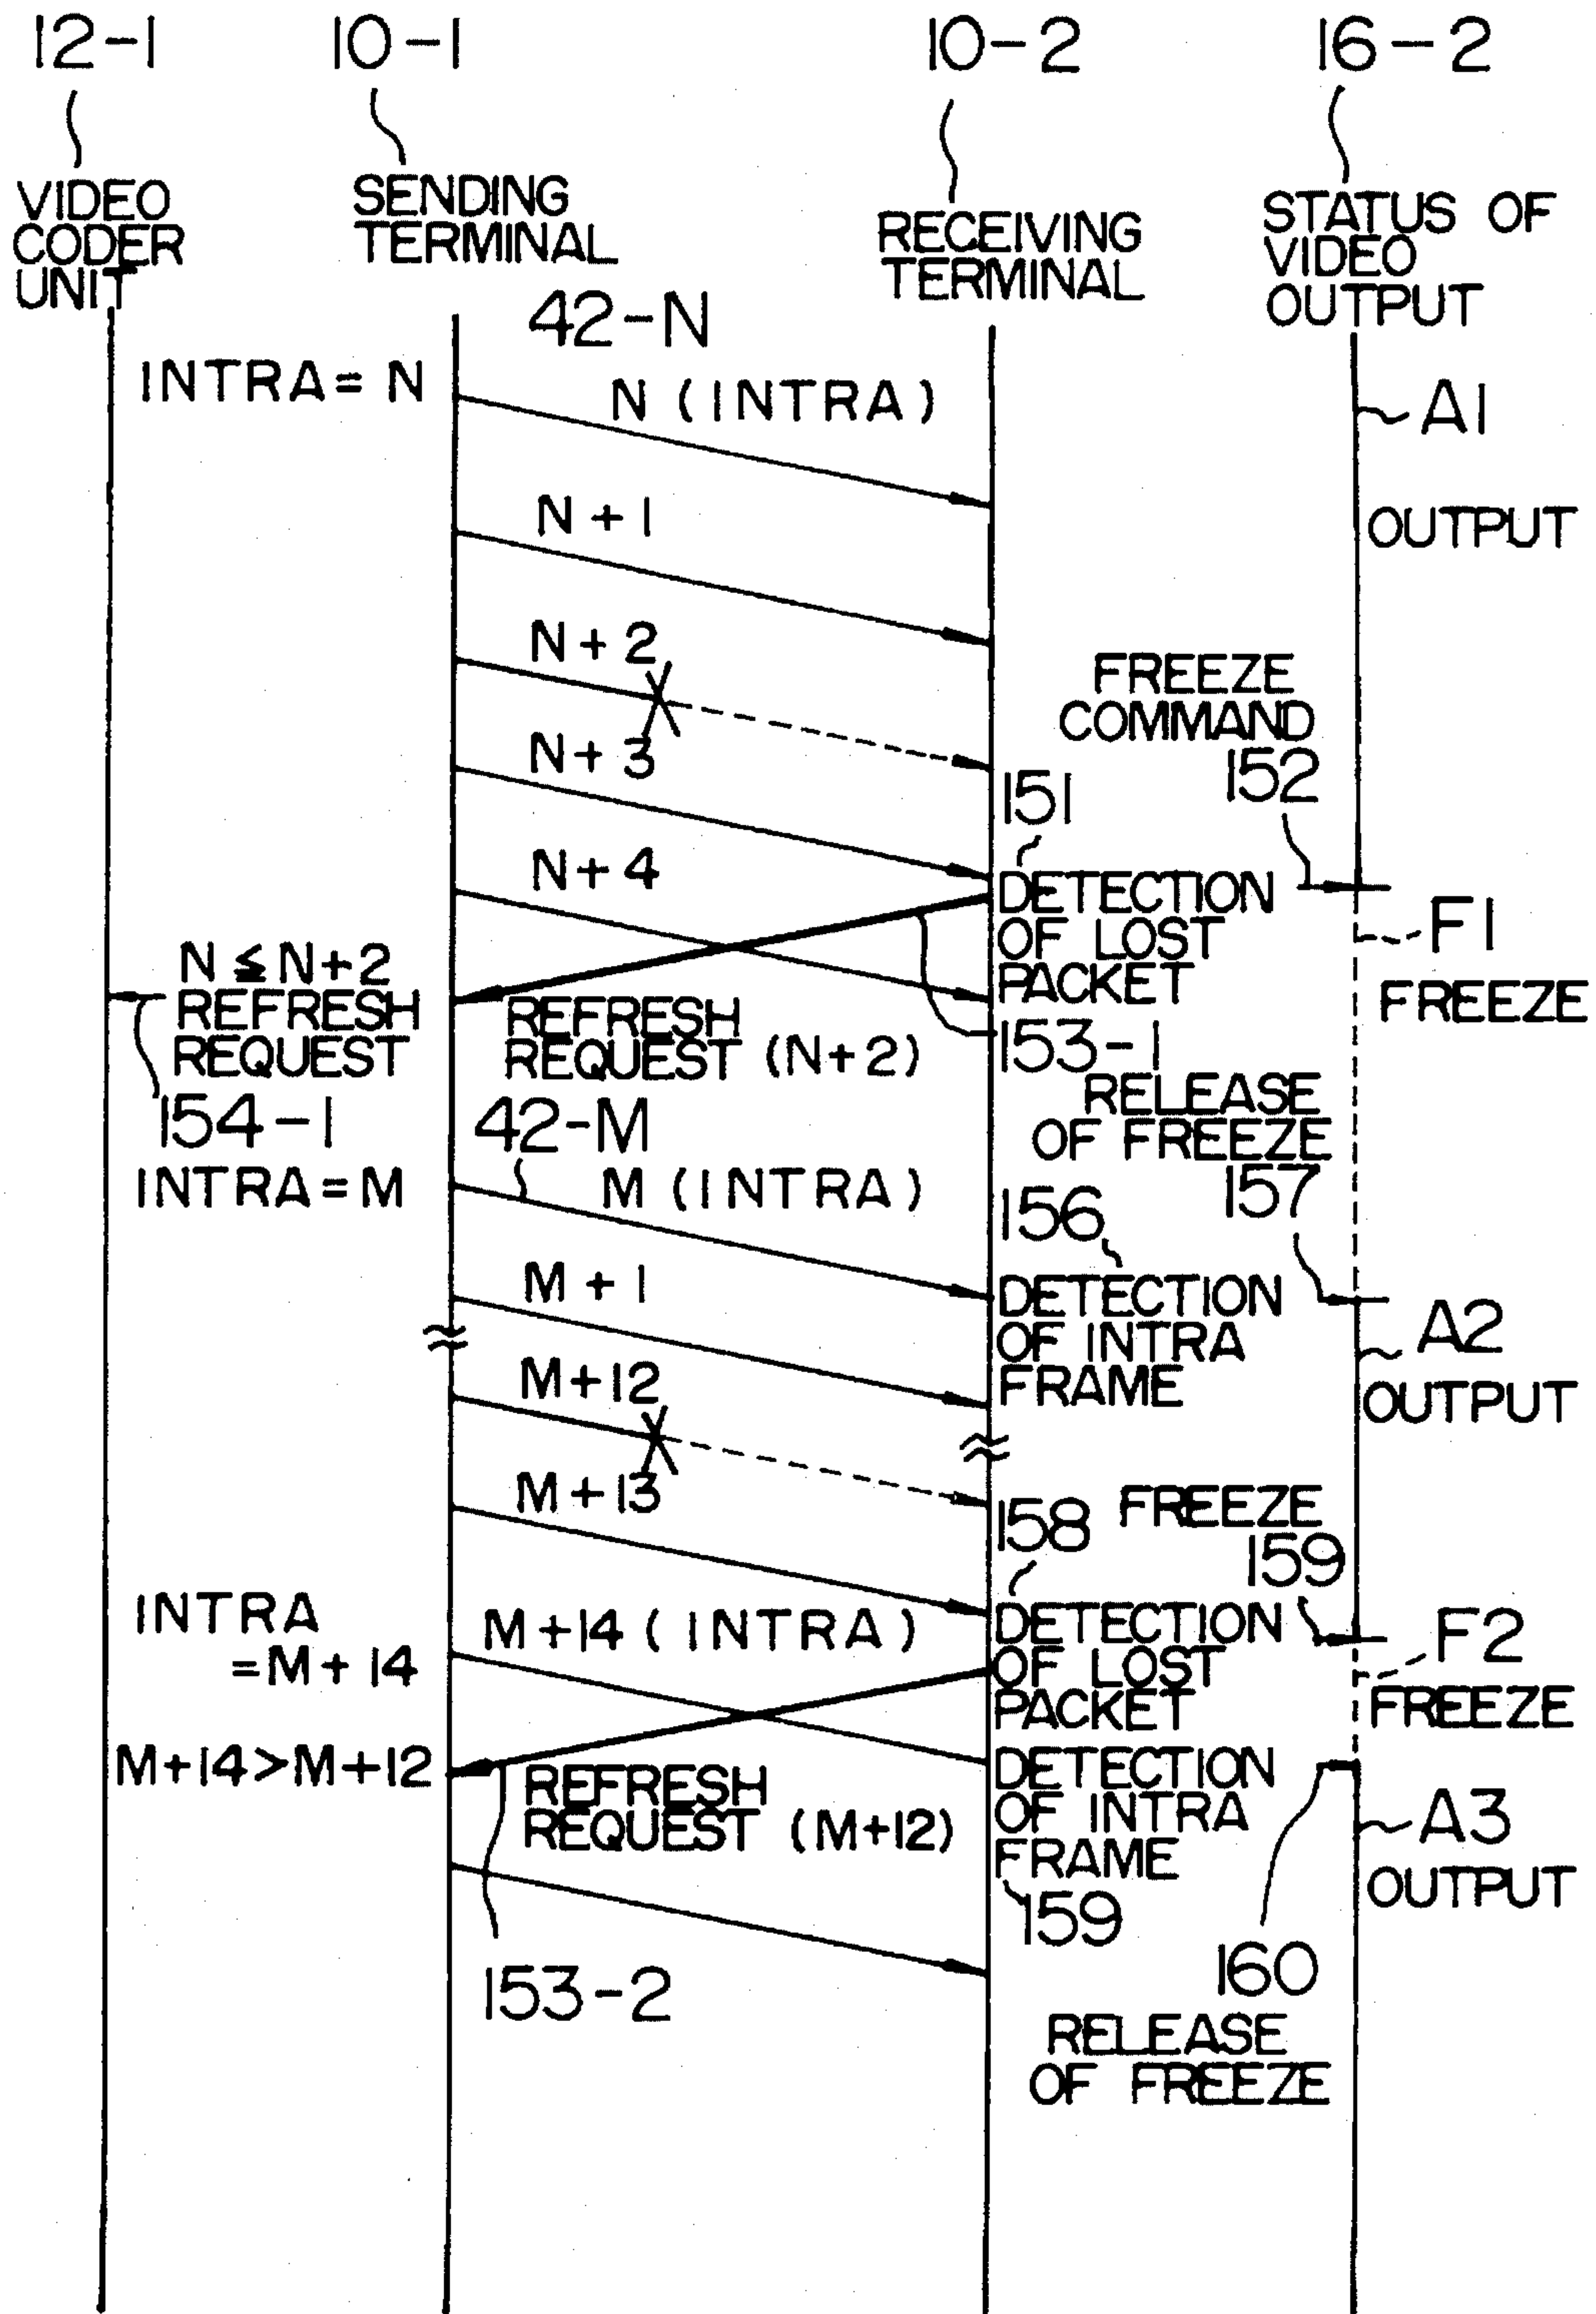 12-1
10-1
10-2
16-2
VIDEO
CODER
UNIT
SENDING
TERMINAL
RECEIVING
TERMINAL
STATUS OF
VIDEO
OUTPUT
42-N
INTRA = N
N (INTRA)
A1
OUTPUT
N + 1
N + 2
FREEZE
COMMAND
152
N + 3
151
N + 4
DETECTION
OF LOST
PACKET
F1
FREEZE
N ≦ N+2
REFRESH
REQUEST
REFRESH
REQUEST (N+2)
153-1
154-1
42-M
RELEASE
OF FREEZE
157
INTRA = M
M (INTRA)
156
M + 1
DETECTION
OF INTRA
FRAME
A2
OUTPUT
M+12
M + 13
158
FREEZE
159
INTRA
= M + 14
M+14 (INTRA)
DETECTION
OF LOST
PACKET
F2
FREEZE
M+14 > M+12
REFRESH
REQUEST (M+12)
DETECTION
OF INTRA
FRAME
159
A3
OUTPUT
153-2
160
RELEASE
OF FREEZE